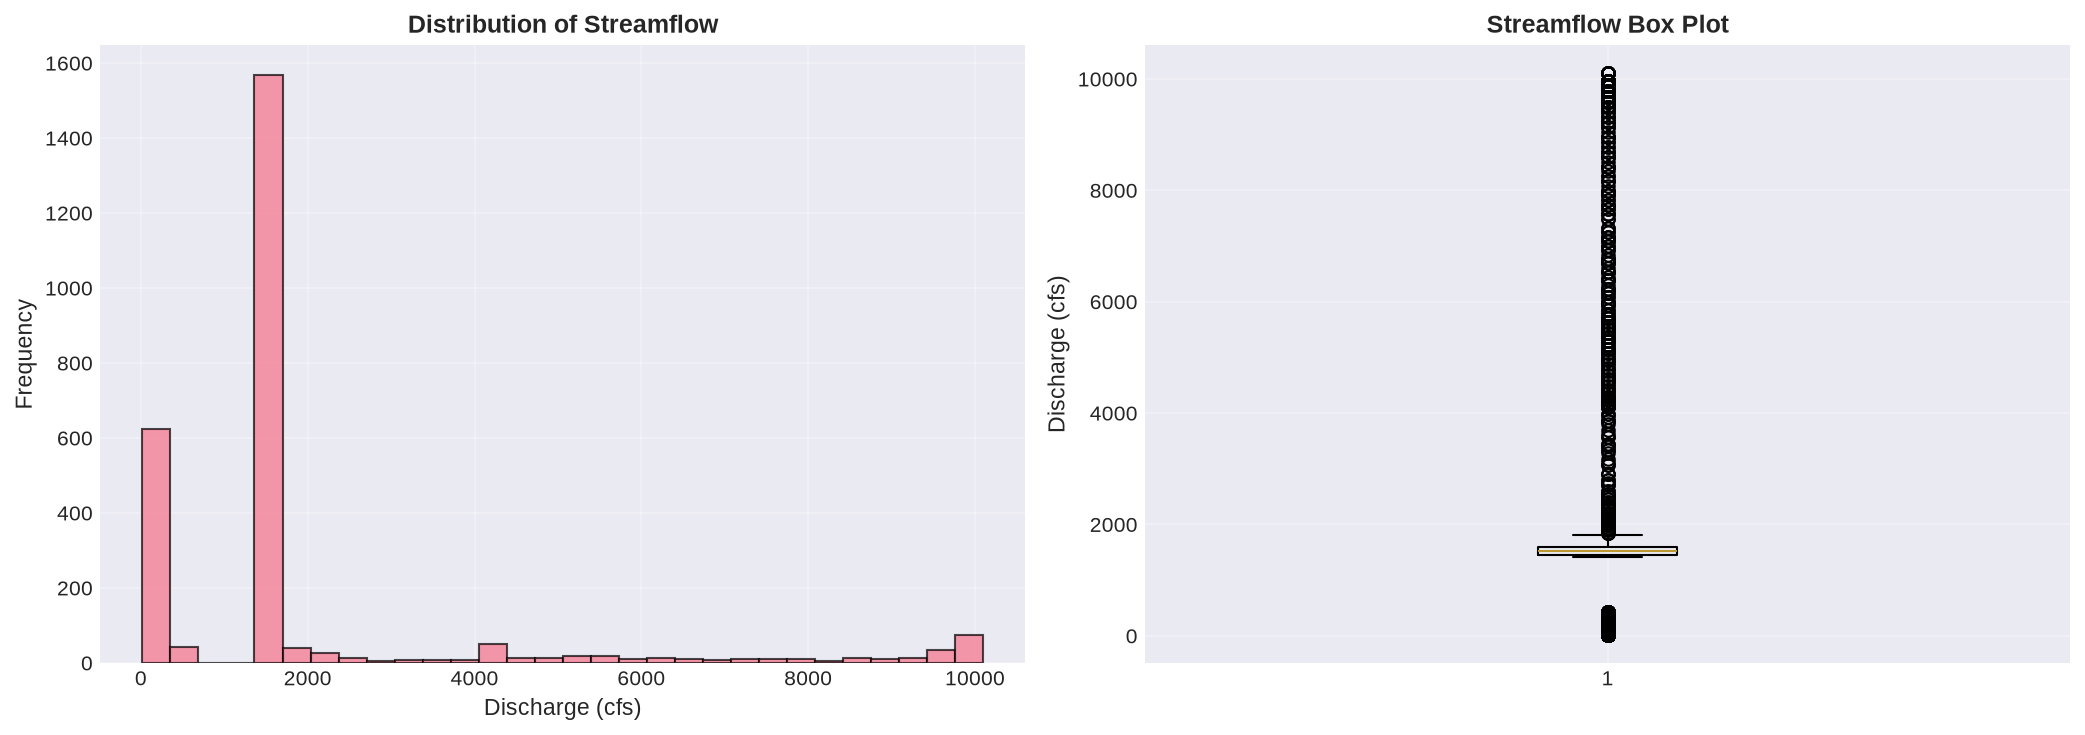 Distribution of Streamflow
1600
1400
1200
1000
800
600
400
200
0
Frequency
0 2000 4000 6000 8000 10000
Discharge (cfs)
Streamflow Box Plot
10000
8000
6000
4000
2000
0
Discharge (cfs)
1